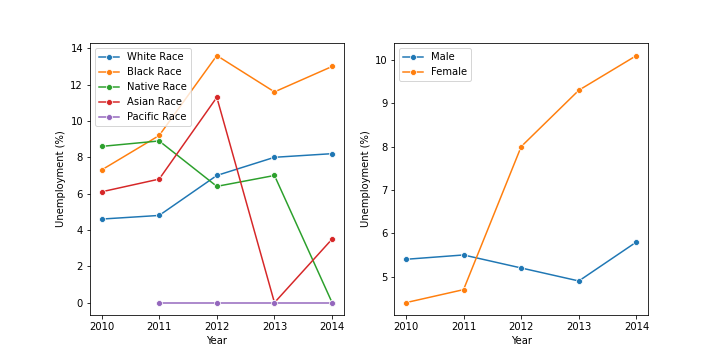 14
12
10
8
6
4
2
0
Unemployment (%)
White Race
Black Race
Native Race
Asian Race
Pacific Race
2010 2011 2012 2013 2014
Year
10
9
8
7
6
5
Unemployment (%)
Male
Female
2010 2011 2012 2013 2014
Year